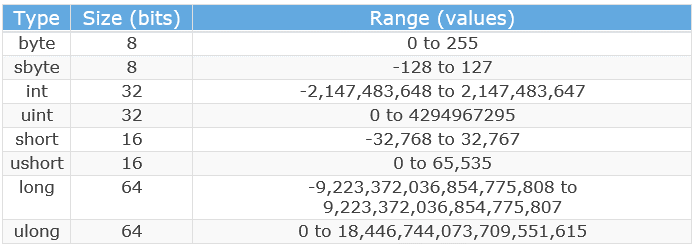 Type Size (bits) Range (values)
byte 8 0 to 255
sbyte 8 -128 to 127
int 32 -2,147,483,648 to 2,147,483,647
uint 32 0 to 4294967295
short 16 -32,768 to 32,767
ushort 16 0 to 65,535
long 64 -9,223,372,036,854,775,808 to
9,223,372,036,854,775,807
ulong 64 0 to 18,446,744,073,709,551,615